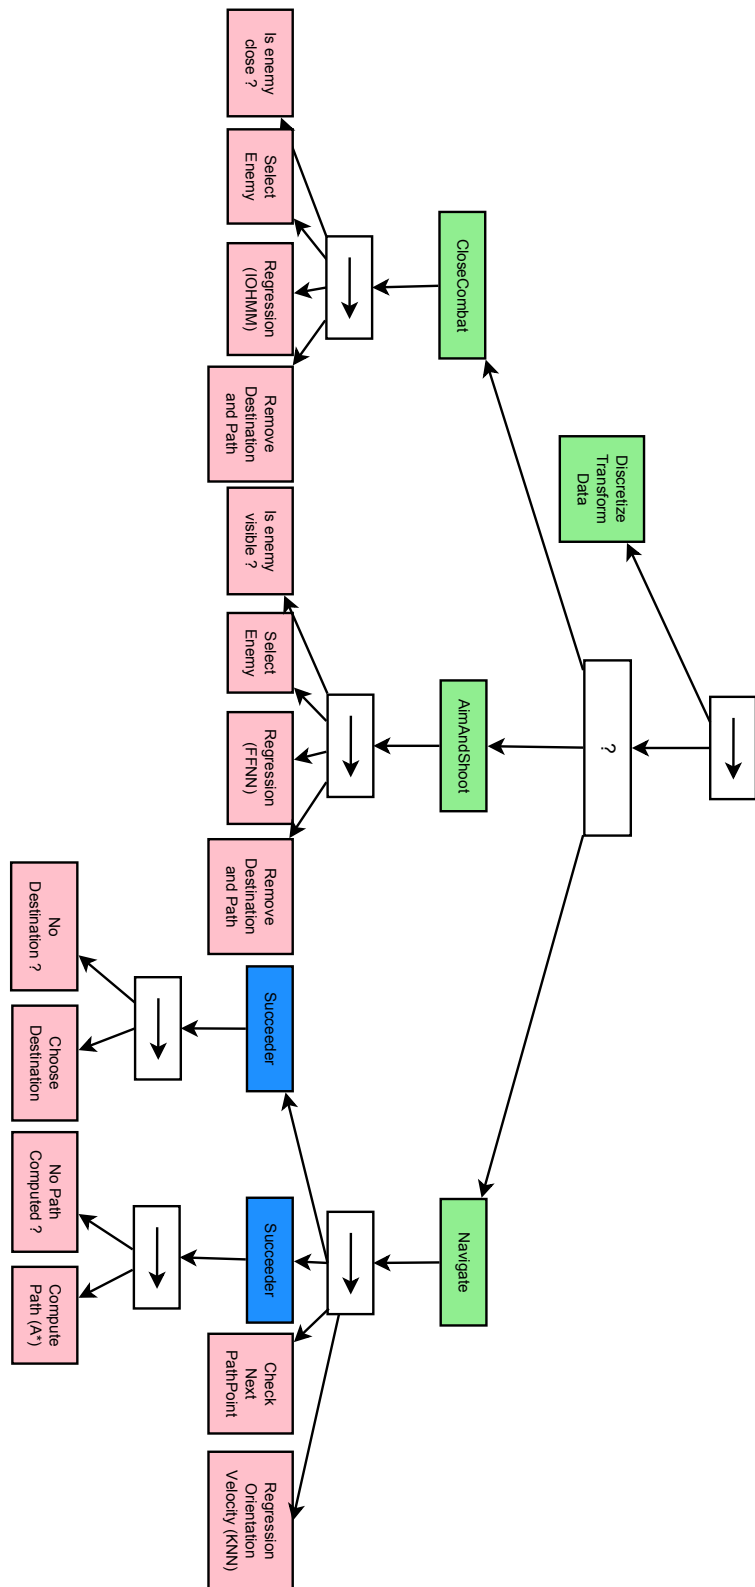 ?
Discretize
Transform
Data
CloseCombat
AimAndShoot
Navigate
Is enemy
close ?
Select
Enemy
Regression
(IOHMM)
Remove
Destination
and Path
Is enemy
visible ?
Select
Enemy
Regression
(FFNN)
Remove
Destination
and Path
Succeeder
Succeeder
Check
Next
PathPoint
Regression
Orientation
Velocity (KNN)
No
Destination ?
Choose
Destination
No Path
Computed ?
Compute
Path (A*)